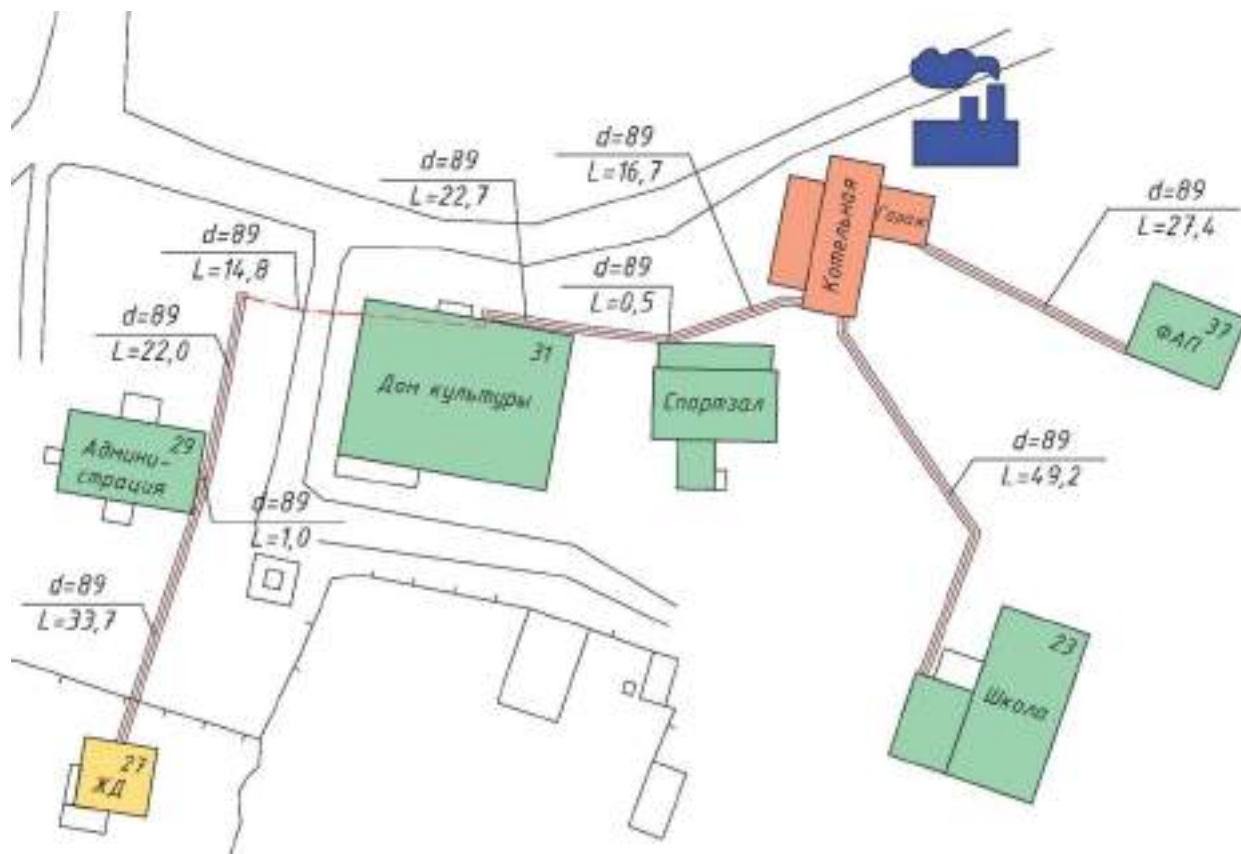 d=89
L=16,7
d=89
L=22,7
Котельная
Гараж
d=89
L=27,4
d=89
L=14,8
d=89
L=0,5
d=89
L=22,0
31
Дом культуры
Спортзал
37
ФАП
29
Админи-
страция
d=89
L=49,2
d=89
L=1,0
d=89
L=33,7
23
Школа
27
ЖД